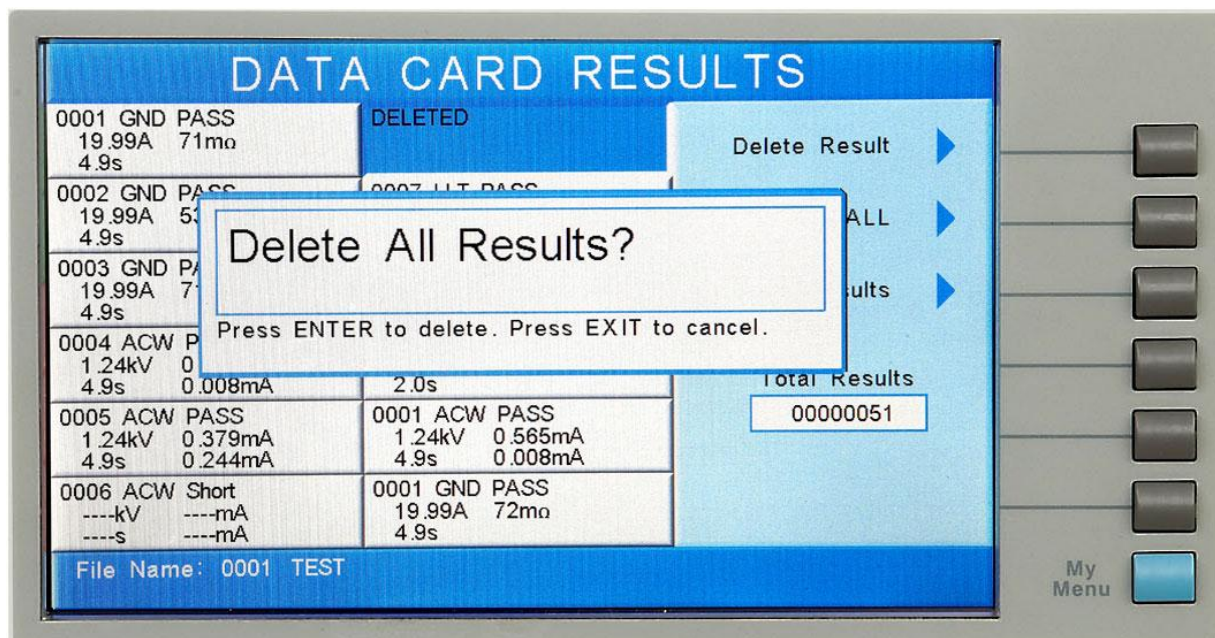 DATA CARD RESULTS
0001 GND PASS
19.99A 71mΩ
4.9s
0002 GND PASS
19.99A
4.9s
0003 GND
19.99A
4.9s
0004 ACW
1.24kV
4.9s 0.008mA
0005 ACW PASS
1.24kV 0.379mA
4.9s 0.244mA
0006 ACW Short
----kV ----mA
----s ----mA
DELETED
PASS
2.0s
0001 ACW PASS
1.24kV 0.565mA
4.9s 0.008mA
0001 GND PASS
19.99A 72mΩ
4.9s
Delete All Results?
Press ENTER to delete. Press EXIT to cancel.
Delete Result
ALL
Total Results
00000051
File Name: 0001 TEST
My
Menu